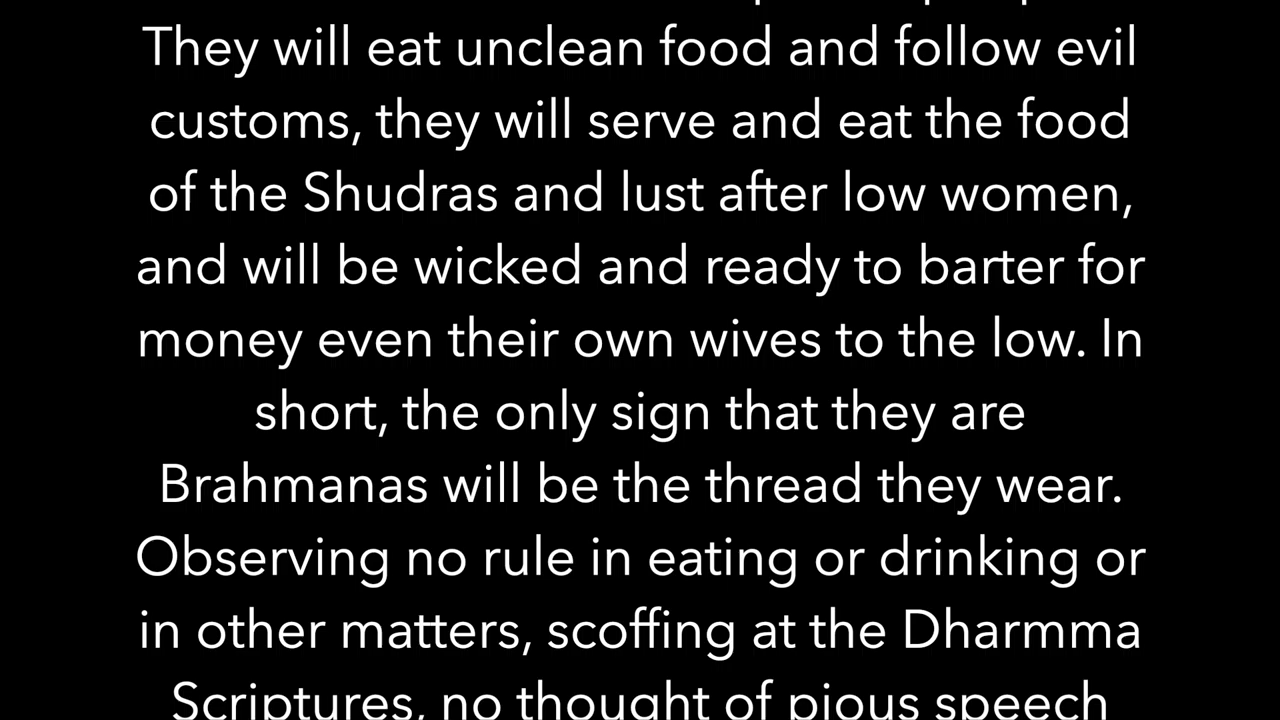 They will eat unclean food and follow evil
customs, they will serve and eat the food
of the Shudras and lust after low women,
and will be wicked and ready to barter for
money even their own wives to the low. In
short, the only sign that they are
Brahmanas will be the thread they wear.
Observing no rule in eating or drinking or
in other matters, scoffing at the Dharmma
Scriptures, no thought of pious speech